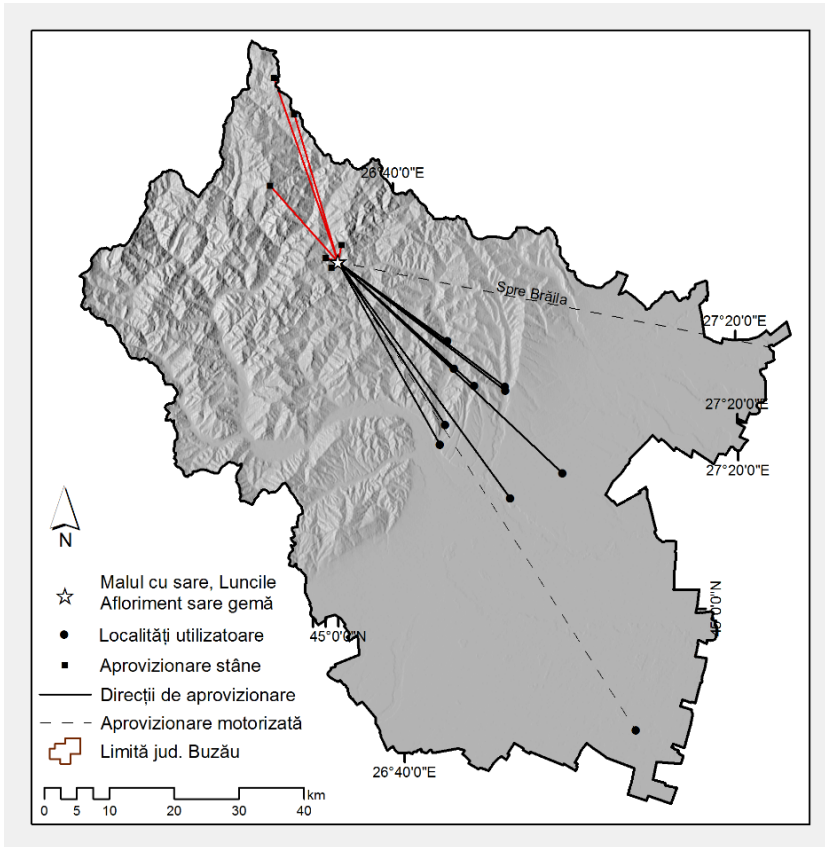 26°40'0"E
Spre Brăila
27°20'0"E
27°20'0"E
27°20'0"E
N
Malul cu sare, Luncile
Afloriment sare gemă
Localități utilizatoare
45°0'0"N
45°0'0"N
Aprovizionare stâne
Direcții de aprovizionare
Aprovizionare motorizată
Limită jud. Buzău
26°40'0"E
km
0 5 10 20 30 40